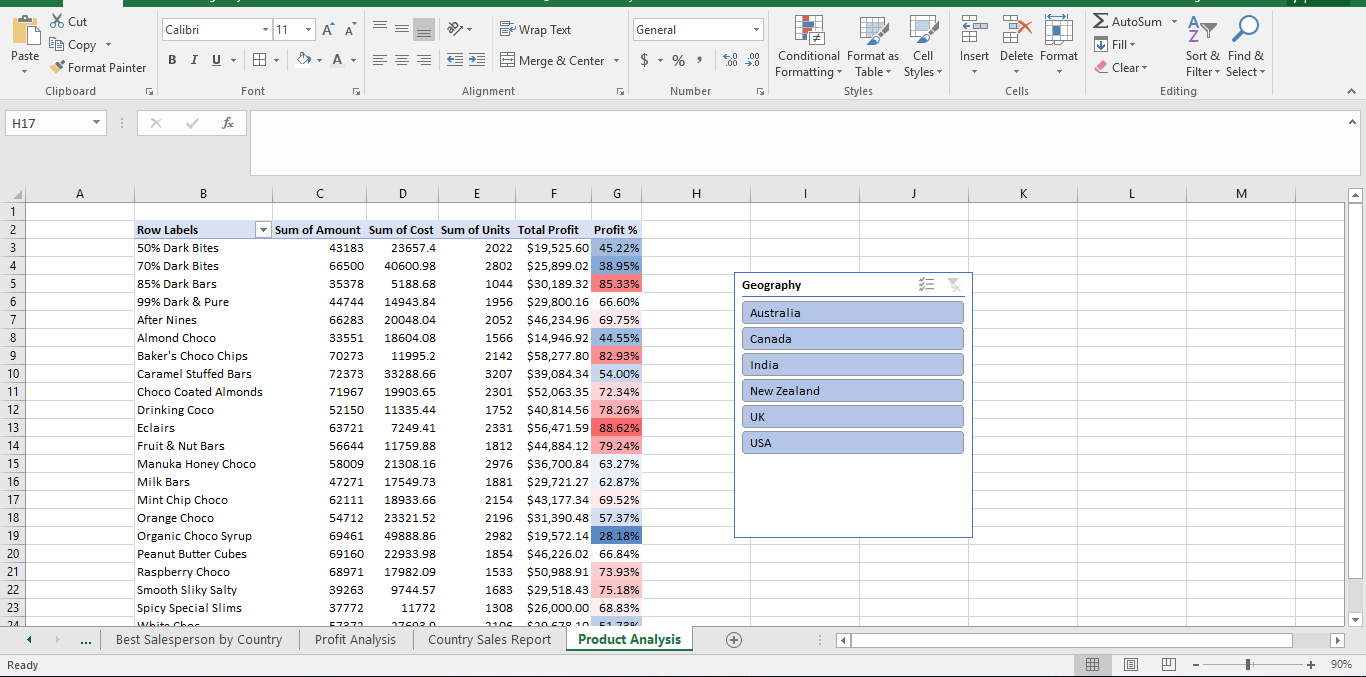 Cut
Copy
Paste
Format Painter
Clipboard
Calibri 11
B I U
Font
Wrap Text
Merge & Center
Alignment
General
$ % ,
Number
Conditional Formatting
Format as Table
Cell Styles
Styles
Insert
Delete
Format
Cells
AutoSum
Fill
Clear
Sort & Filter
Find & Select
Editing
H17
fx
A B C D E F G H I J K L M
1
2 Row Labels Sum of Amount Sum of Cost Sum of Units Total Profit Profit %
3 50% Dark Bites 43183 23657.4 2022 $19,525.60 45.22%
4 70% Dark Bites 66500 40600.98 2802 $25,899.02 38.95%
5 85% Dark Bars 35378 5188.68 1044 $30,189.32 85.33%
6 99% Dark & Pure 44744 14943.84 1956 $29,800.16 66.60%
7 After Nines 66283 20048.04 2052 $46,234.96 69.75%
8 Almond Choco 33551 18604.08 1566 $14,946.92 44.55%
9 Baker's Choco Chips 70273 11995.2 2142 $58,277.80 82.93%
10 Caramel Stuffed Bars 72373 33288.66 3207 $39,084.34 54.00%
11 Choco Coated Almonds 71967 19903.65 2301 $52,063.35 72.34%
12 Drinking Coco 52150 11335.44 1752 $40,814.56 78.26%
13 Eclairs 63721 7249.41 2331 $56,471.59 88.62%
14 Fruit & Nut Bars 56644 11759.88 1812 $44,884.12 79.24%
15 Manuka Honey Choco 58009 21308.16 2976 $36,700.84 63.27%
16 Milk Bars 47271 17549.73 1881 $29,721.27 62.87%
17 Mint Chip Choco 62111 18933.66 2154 $43,177.34 69.52%
18 Orange Choco 54712 23321.52 2196 $31,390.48 57.37%
19 Organic Choco Syrup 69461 49888.86 2982 $19,572.14 28.18%
20 Peanut Butter Cubes 69160 22933.98 1854 $46,226.02 66.84%
21 Raspberry Choco 68971 17982.09 1533 $50,988.91 73.93%
22 Smooth Sliky Salty 39263 9744.57 1683 $29,518.43 75.18%
23 Spicy Special Slims 37772 11772 1308 $26,000.00 68.83%
24 White Choc
Geography
Australia
Canada
India
New Zealand
UK
USA
... Best Salesperson by Country Profit Analysis Country Sales Report Product Analysis
Ready
90%